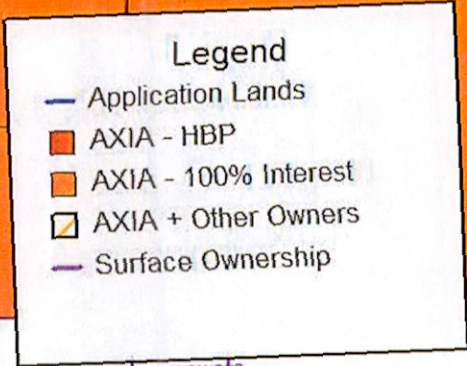 Legend
Application Lands
AXIA - HBP
AXIA - 100% Interest
AXIA + Other Owners
Surface Ownership